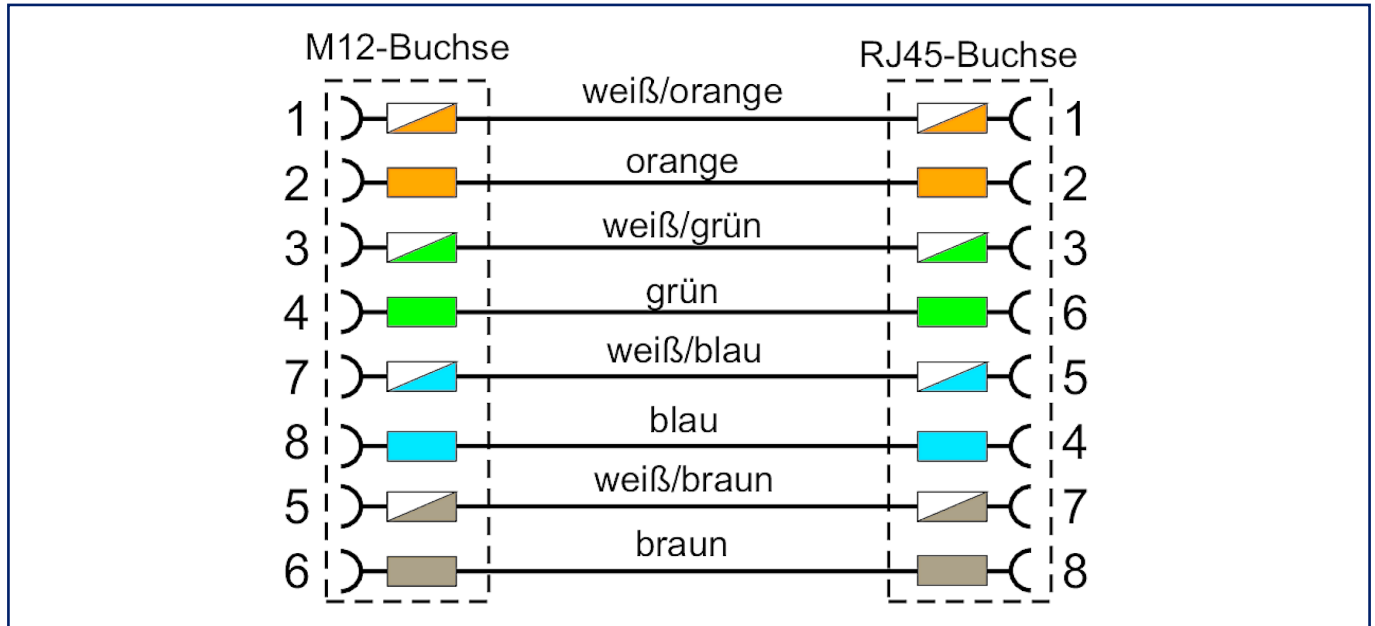 M12-Buchse RJ45-Buchse
1 weiß/orange 1
2 orange 2
3 weiß/grün 3
4 grün 6
7 weiß/blau 5
8 blau 4
5 weiß/braun 7
6 braun 8